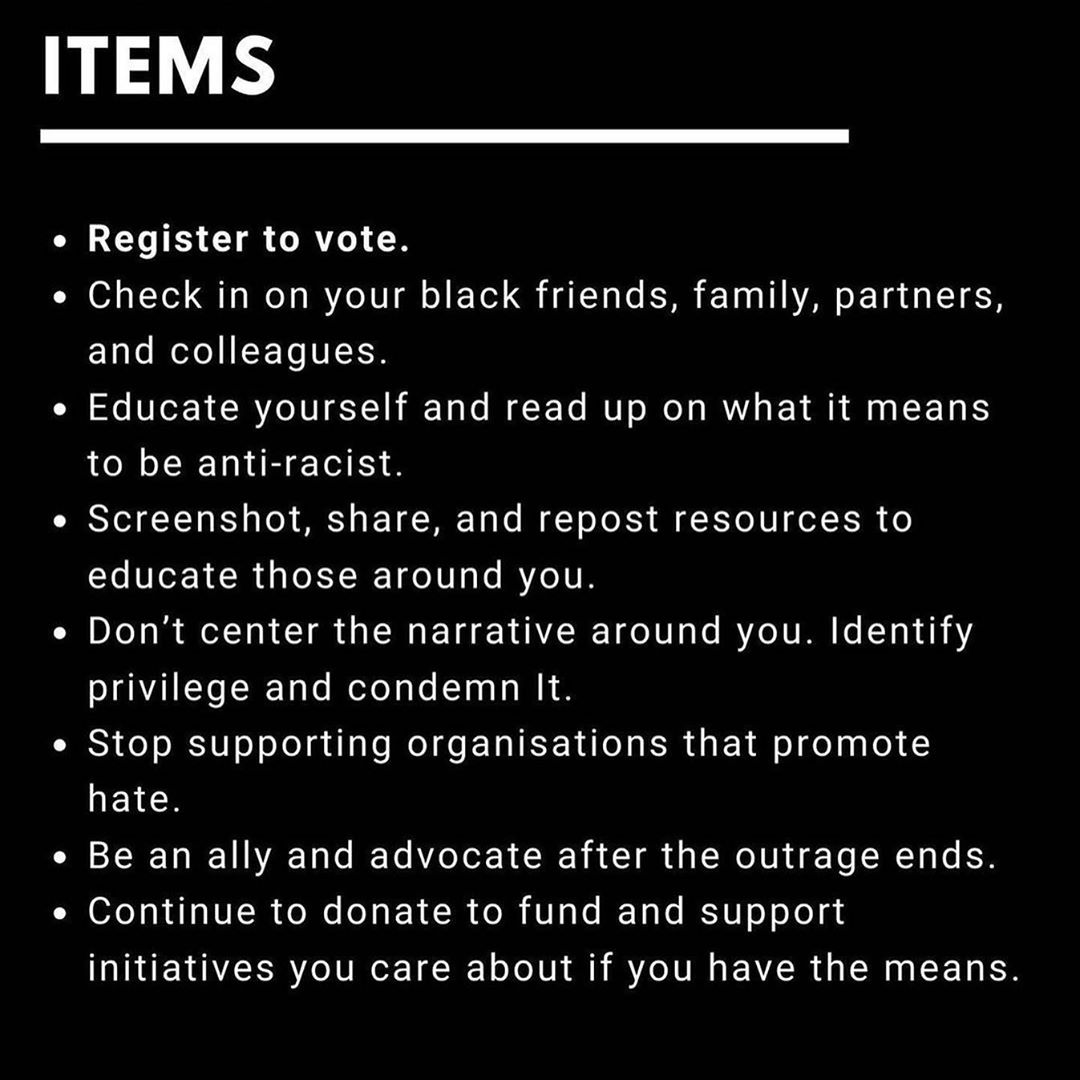 ITEMS
• Register to vote.
• Check in on your black friends, family, partners,
and colleagues.
• Educate yourself and read up on what it means
to be anti-racist.
• Screenshot, share, and repost resources to
educate those around you.
• Don’t center the narrative around you. Identify
privilege and condemn It.
• Stop supporting organisations that promote
hate.
• Be an ally and advocate after the outrage ends.
• Continue to donate to fund and support
initiatives you care about if you have the means.